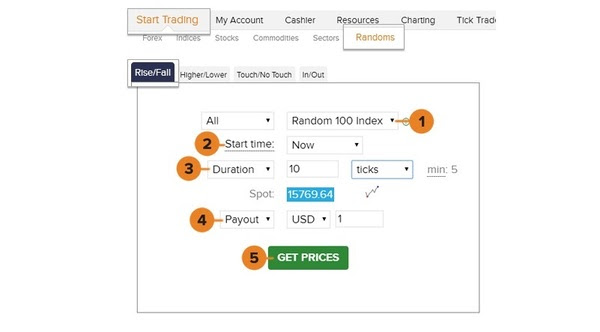 Start Trading My Account Cashier Resources Charting Tick Trade
Forex Indices Stocks Commodities Sectors Randoms
Rise/Fall Higher/Lower Touch/No Touch In/Out
All Random 100 Index 1
2 Start time: Now
3 Duration 10 ticks min: 5
Spot: 15769.64
4 Payout USD 1
5 GET PRICES